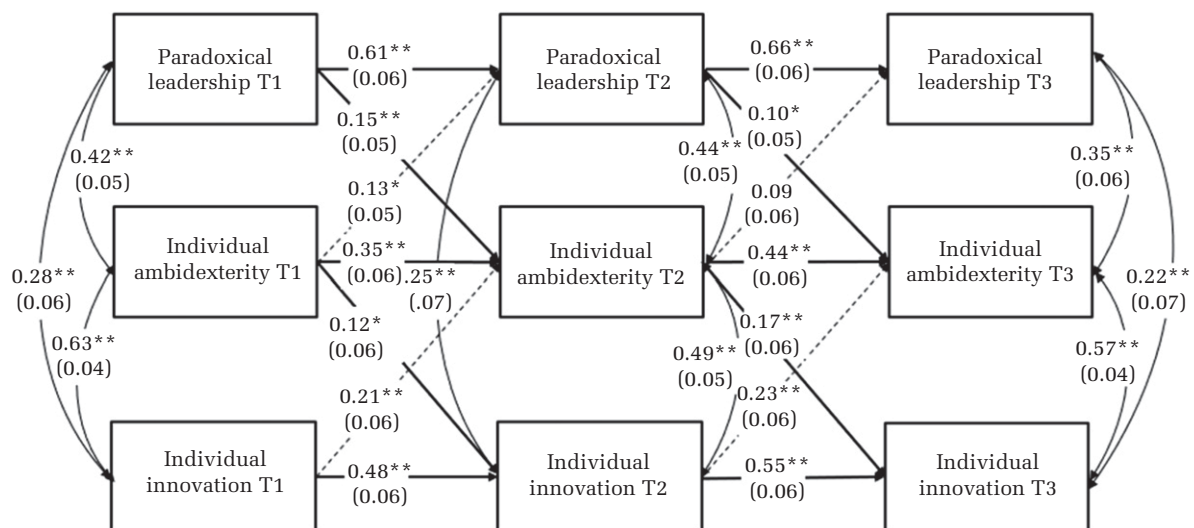 Paradoxical
leadership T1
0.61**
(0.06)
Paradoxical
leadership T2
0.66**
(0.06)
Paradoxical
leadership T3
0.15**
(0.05)
0.10*
(0.05)
0.42**
(0.05)
0.44**
(0.05)
0.35**
(0.06)
0.13*
(0.05)
0.09
(0.06)
Individual
ambidexterity T1
0.35**
(0.06)
.25**
(.07)
Individual
ambidexterity T2
0.44**
(0.06)
Individual
ambidexterity T3
0.28**
(0.06)
0.22**
(0.07)
0.63**
(0.04)
0.12*
(0.06)
0.49**
(0.05)
0.17**
(0.06)
0.57**
(0.04)
0.21**
(0.06)
0.23**
(0.06)
Individual
innovation T1
0.48**
(0.06)
Individual
innovation T2
0.55**
(0.06)
Individual
innovation T3